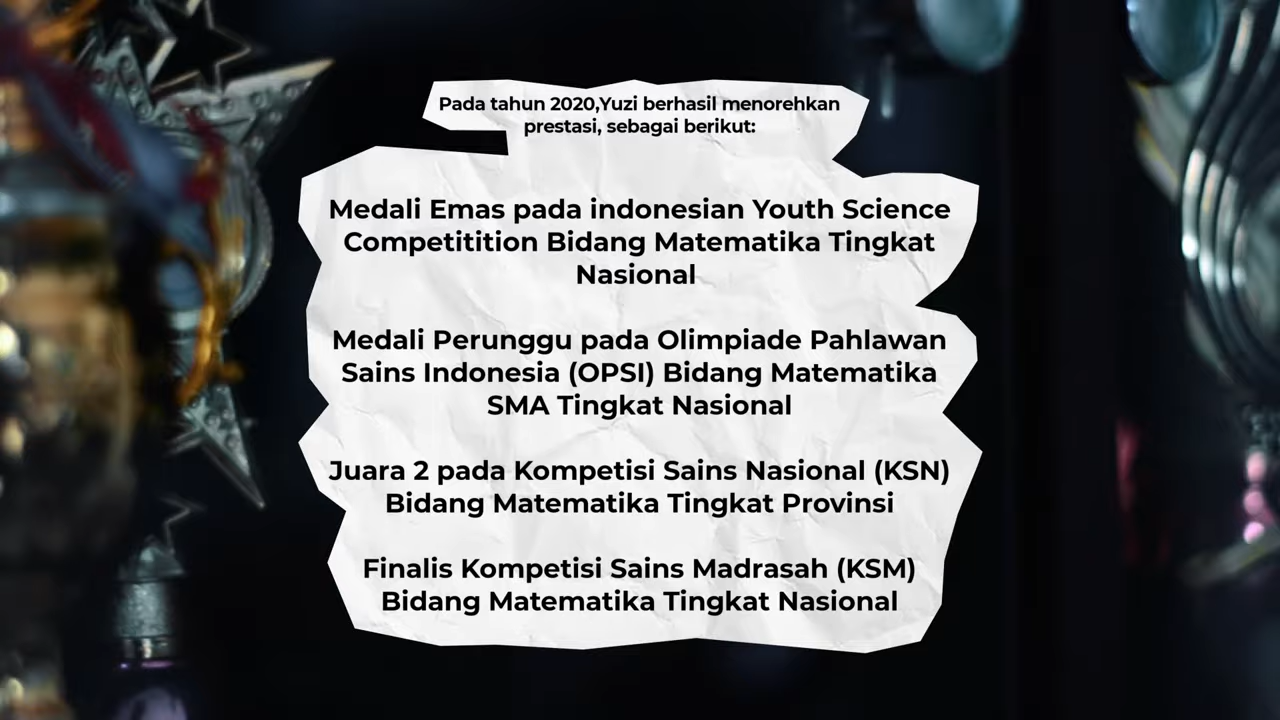 Pada tahun 2020,Yuzi berhasil menorehkan
prestasi, sebagai berikut:
Medali Emas pada indonesian Youth Science
Competitition Bidang Matematika Tingkat
Nasional
Medali Perunggu pada Olimpiade Pahlawan
Sains Indonesia (OPSI) Bidang Matematika
SMA Tingkat Nasional
Juara 2 pada Kompetisi Sains Nasional (KSN)
Bidang Matematika Tingkat Provinsi
Finalis Kompetisi Sains Madrasah (KSM)
Bidang Matematika Tingkat Nasional